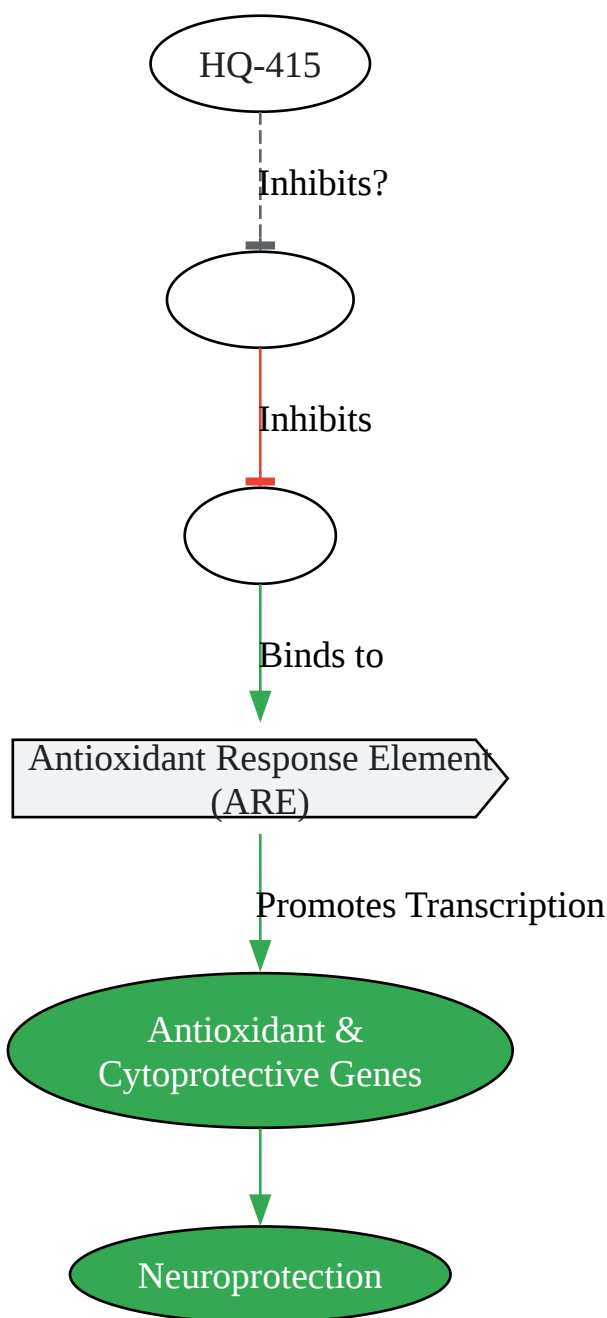 HQ-415
Inhibits?
Inhibits
Binds to
Antioxidant Response Element
(ARE)
Promotes Transcription
Antioxidant &
Cytoprotective Genes
Neuroprotection